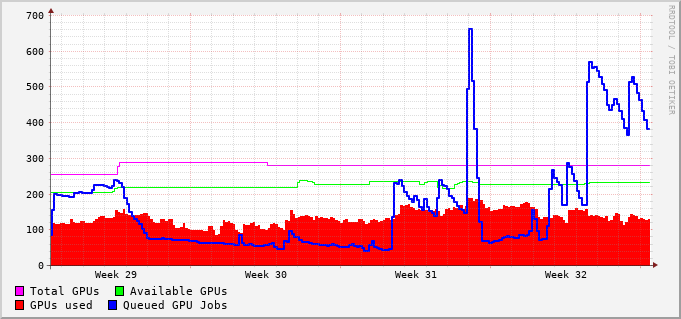 700
600
500
400
300
200
100
0
Week 29 Week 30 Week 31 Week 32
Total GPUs Available GPUs
GPUs used Queued GPU Jobs
RRDTOOL / TOBI OETIKER